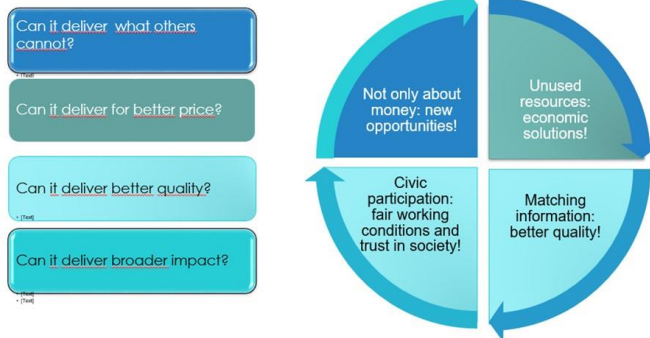 Can it deliver what others
cannot?
• [Text]
Can it deliver for better price?
Can it deliver better quality?
• [Text]
Can it deliver broader impact?
• [Text]
• [Text]
Not only about
money: new
opportunities!
Unused
resources:
economic
solutions!
Civic
participation:
fair working
conditions and
trust in society!
Matching
information:
better quality!